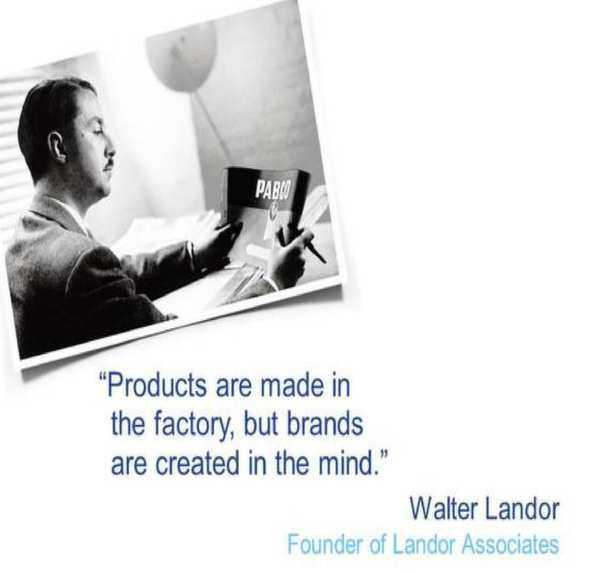 PABCO
“Products are made in
the factory, but brands
are created in the mind.”
Walter Landor
Founder of Landor Associates